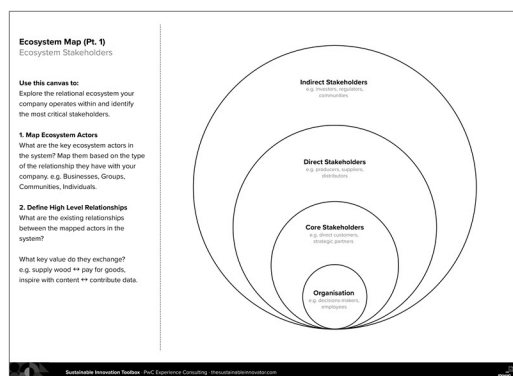 Ecosystem Map (Pt. 1)
Ecosystem Stakeholders
Use this canvas to:
Explore the relational ecosystem your
company operates within and identify
the most critical stakeholders.
1. Map Ecosystem Actors
What are the key ecosystem actors in
the system? Map them based on the type
of the relationship they have with your
company. e.g. Businesses, Groups,
Communities, Individuals.
2. Define High Level Relationships
What are the existing relationships
between the mapped actors in the
system?
What key value do they exchange?
e.g. supply wood ↔ pay for goods,
inspire with content ↔ contribute data.
Indirect Stakeholders
e.g. investors, regulators,
communities
Direct Stakeholders
e.g. producers, suppliers,
distributors
Core Stakeholders
e.g. direct customers,
strategic partners
Organisation
e.g. decisions-makers,
employees
Sustainable Innovation Toolbox · PwC Experience Consulting · thesustainableinnovator.com